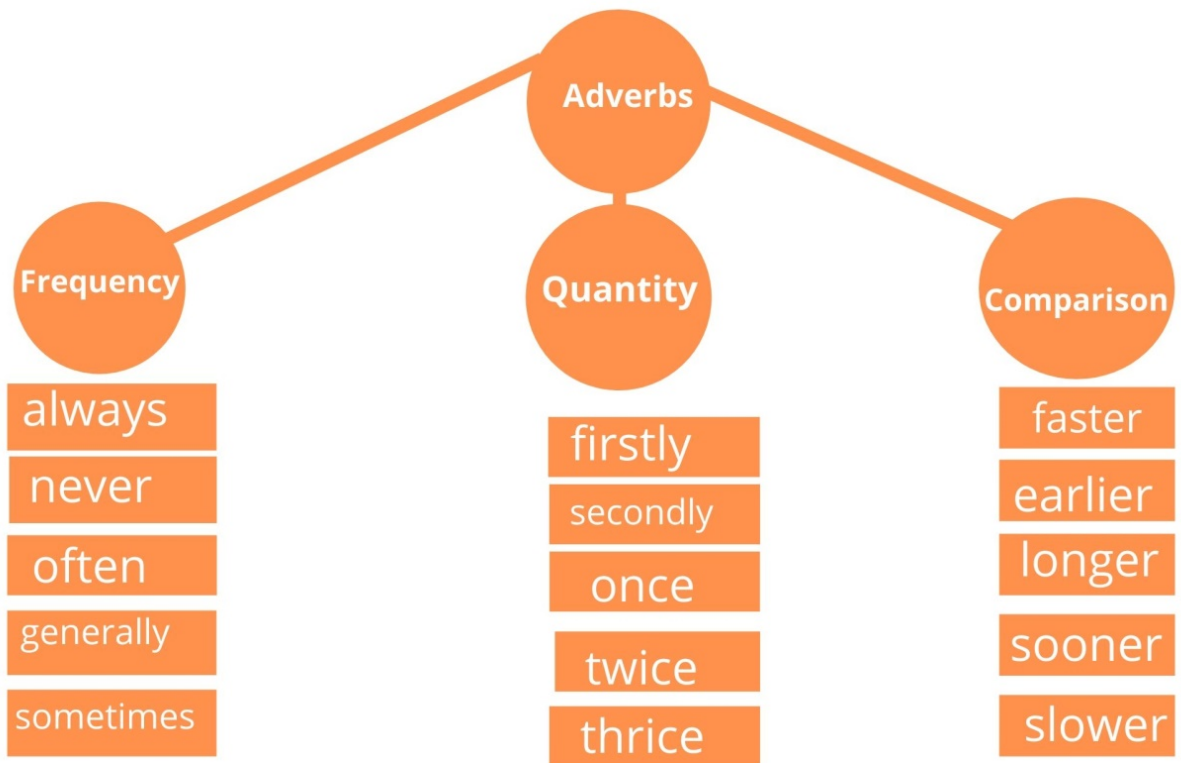 Adverbs
Frequency
Quantity
Comparison
always
never
often
generally
sometimes
firstly
secondly
once
twice
thrice
faster
earlier
longer
sooner
slower